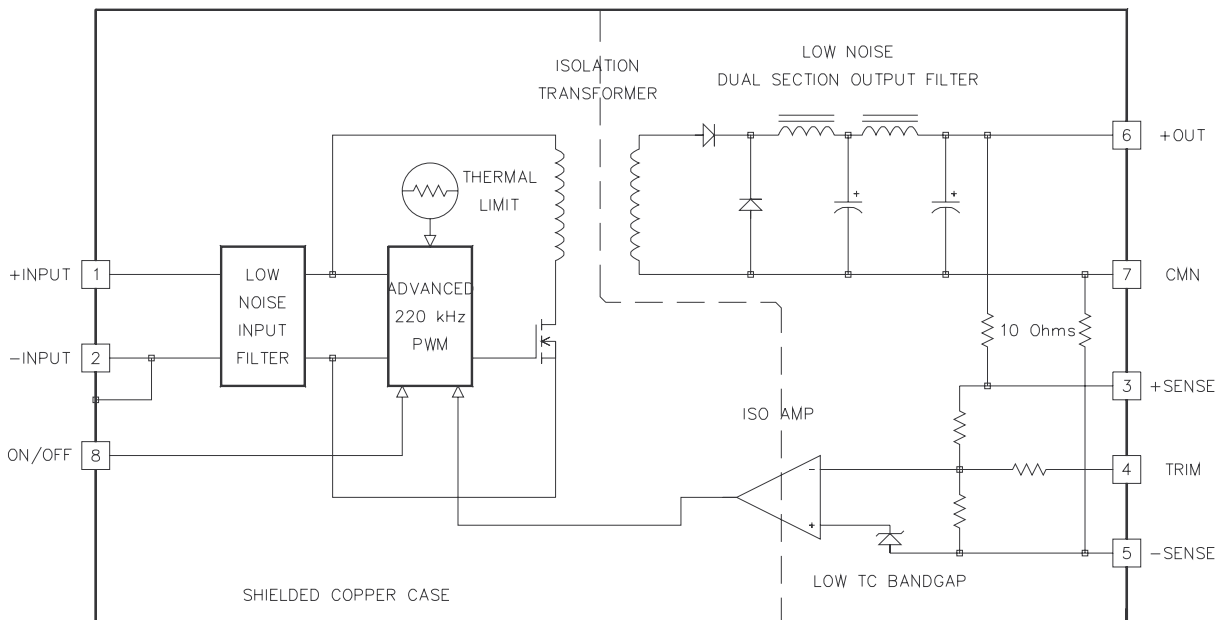 LOW NOISE
DUAL SECTION OUTPUT FILTER
ISOLATION
TRANSFORMER
6 +OUT
THERMAL
LIMIT
+INPUT 1
LOW
NOISE
INPUT
FILTER
ADVANCED
220 kHz
PWM
7 CMN
-INPUT 2
10 Ohms
3 +SENSE
ISO AMP
ON/OFF 8
-
4 TRIM
+
5 -SENSE
LOW TC BANDGAP
SHIELDED COPPER CASE
+
+